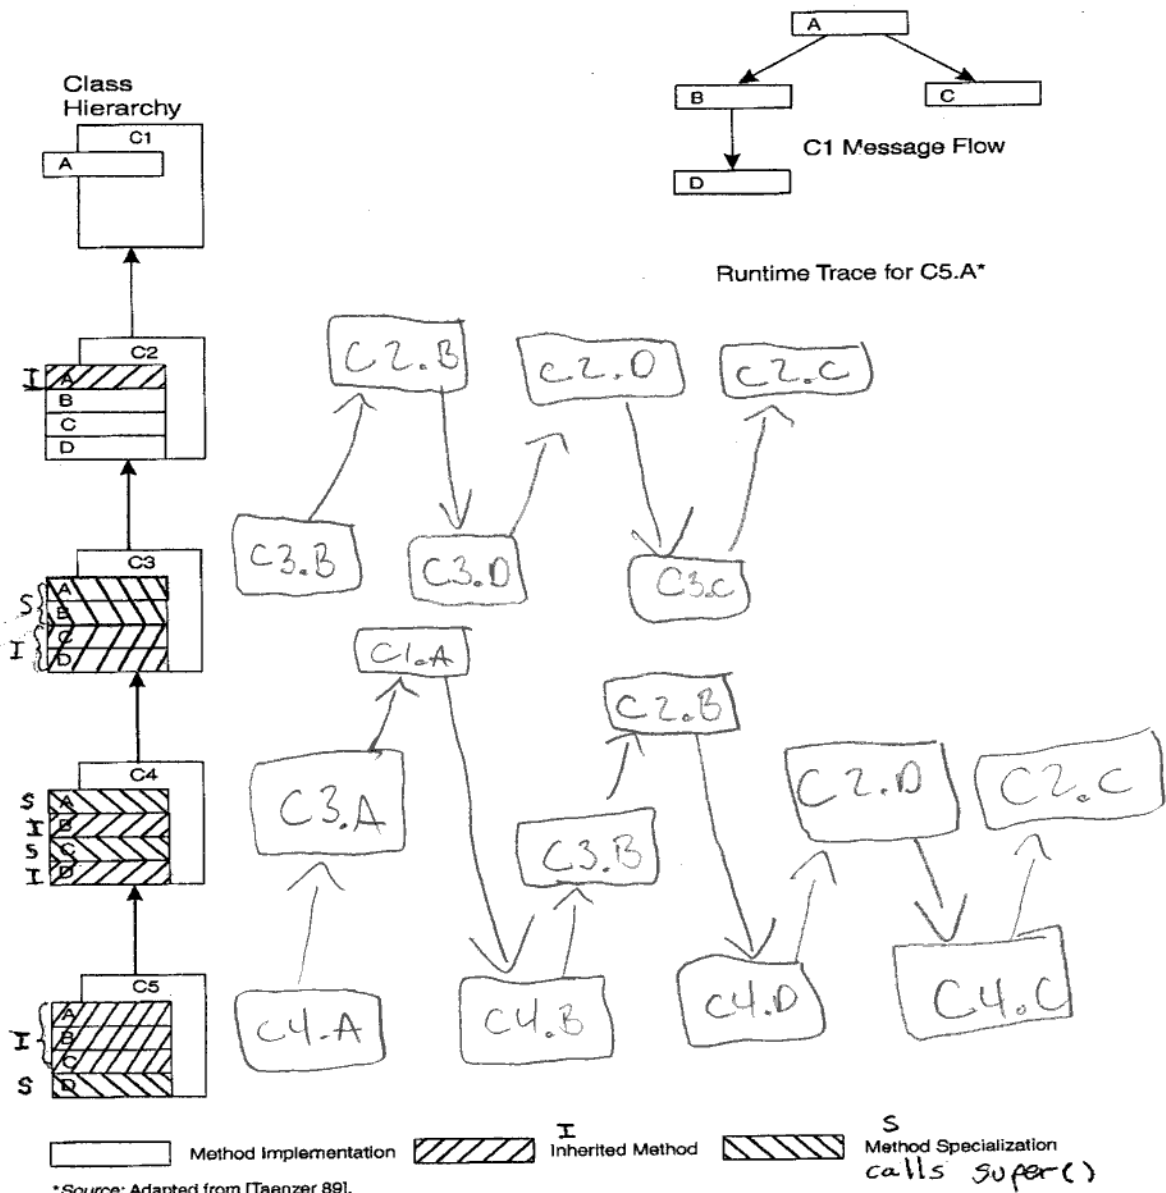 A
B
C
D
C1 Message Flow
Runtime Trace for C5.A*
Class
Hierarchy
C1
A
C2
I A
B
C
D
C3
S A
B
I C
D
C4
S A
I B
S C
I D
C5
I A
B
C
S D
C2.B
C2.D
C2.C
C3.B
C3.D
C3.C
C1.A
C2.B
C3.A
C3.B
C2.D
C2.C
C4.A
C4.B
C4.D
C4.C
Method Implementation
I
Inherited Method
S
Method Specialization
calls super()
*Source: Adapted from [Taenzer 89].